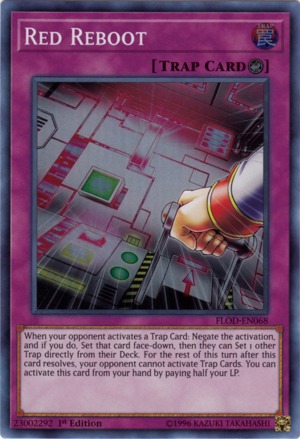 RED REBOOT
TRAP
罠
[TRAP CARD]
FLOD-EN068
When your opponent activates a Trap Card: Negate the activation,
and if you do, Set that card face-down, then they can Set 1 other
Trap directly from their Deck. For the rest of this turn after this
card resolves, your opponent cannot activate Trap Cards. You can
activate this card from your hand by paying half your LP.
23002292 1st Edition ©1996 KAZUKI TAKAHASHI